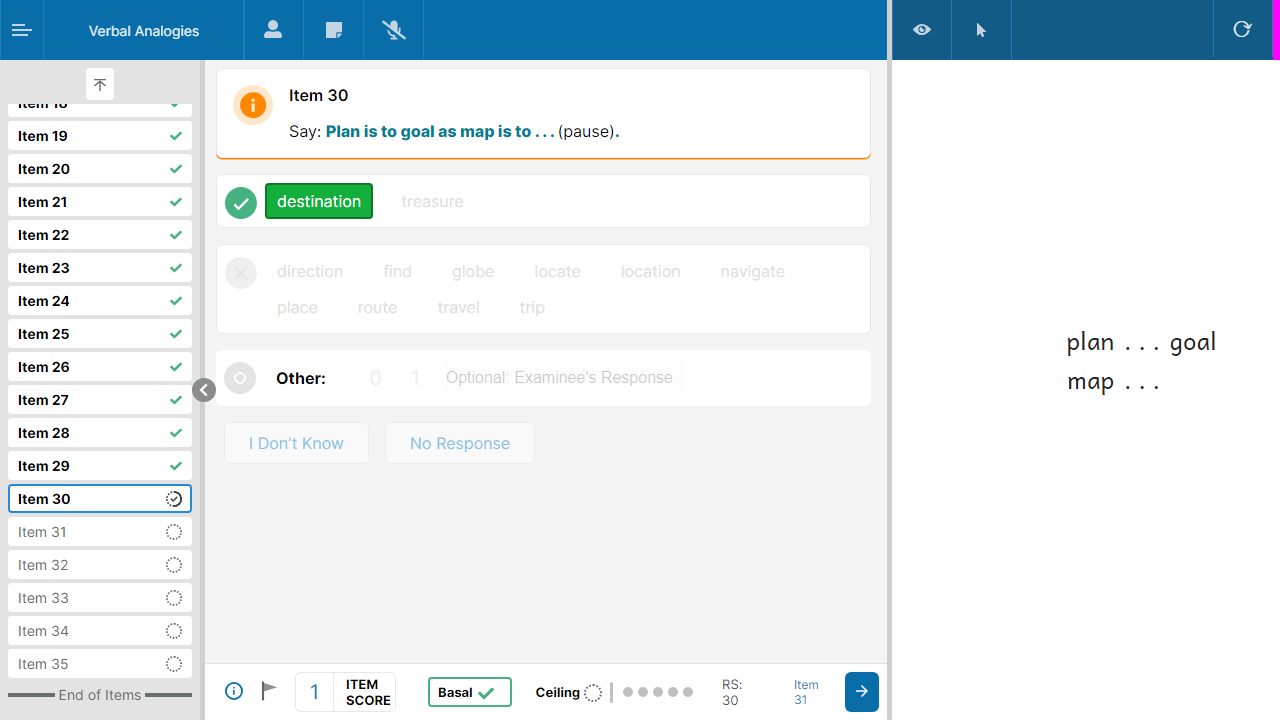 Verbal Analogies
Item 18
Item 19
Item 20
Item 21
Item 22
Item 23
Item 24
Item 25
Item 26
Item 27
Item 28
Item 29
Item 30
Item 31
Item 32
Item 33
Item 34
Item 35
End of Items
Item 30
Say: Plan is to goal as map is to . . . (pause).
destination treasure
direction find globe locate location navigate
place route travel trip
Other: 0 1 Optional: Examinee's Response
I Don't Know No Response
1 ITEM SCORE
Basal
Ceiling
RS: 30
Item 31
plan . . . goal
map . . .